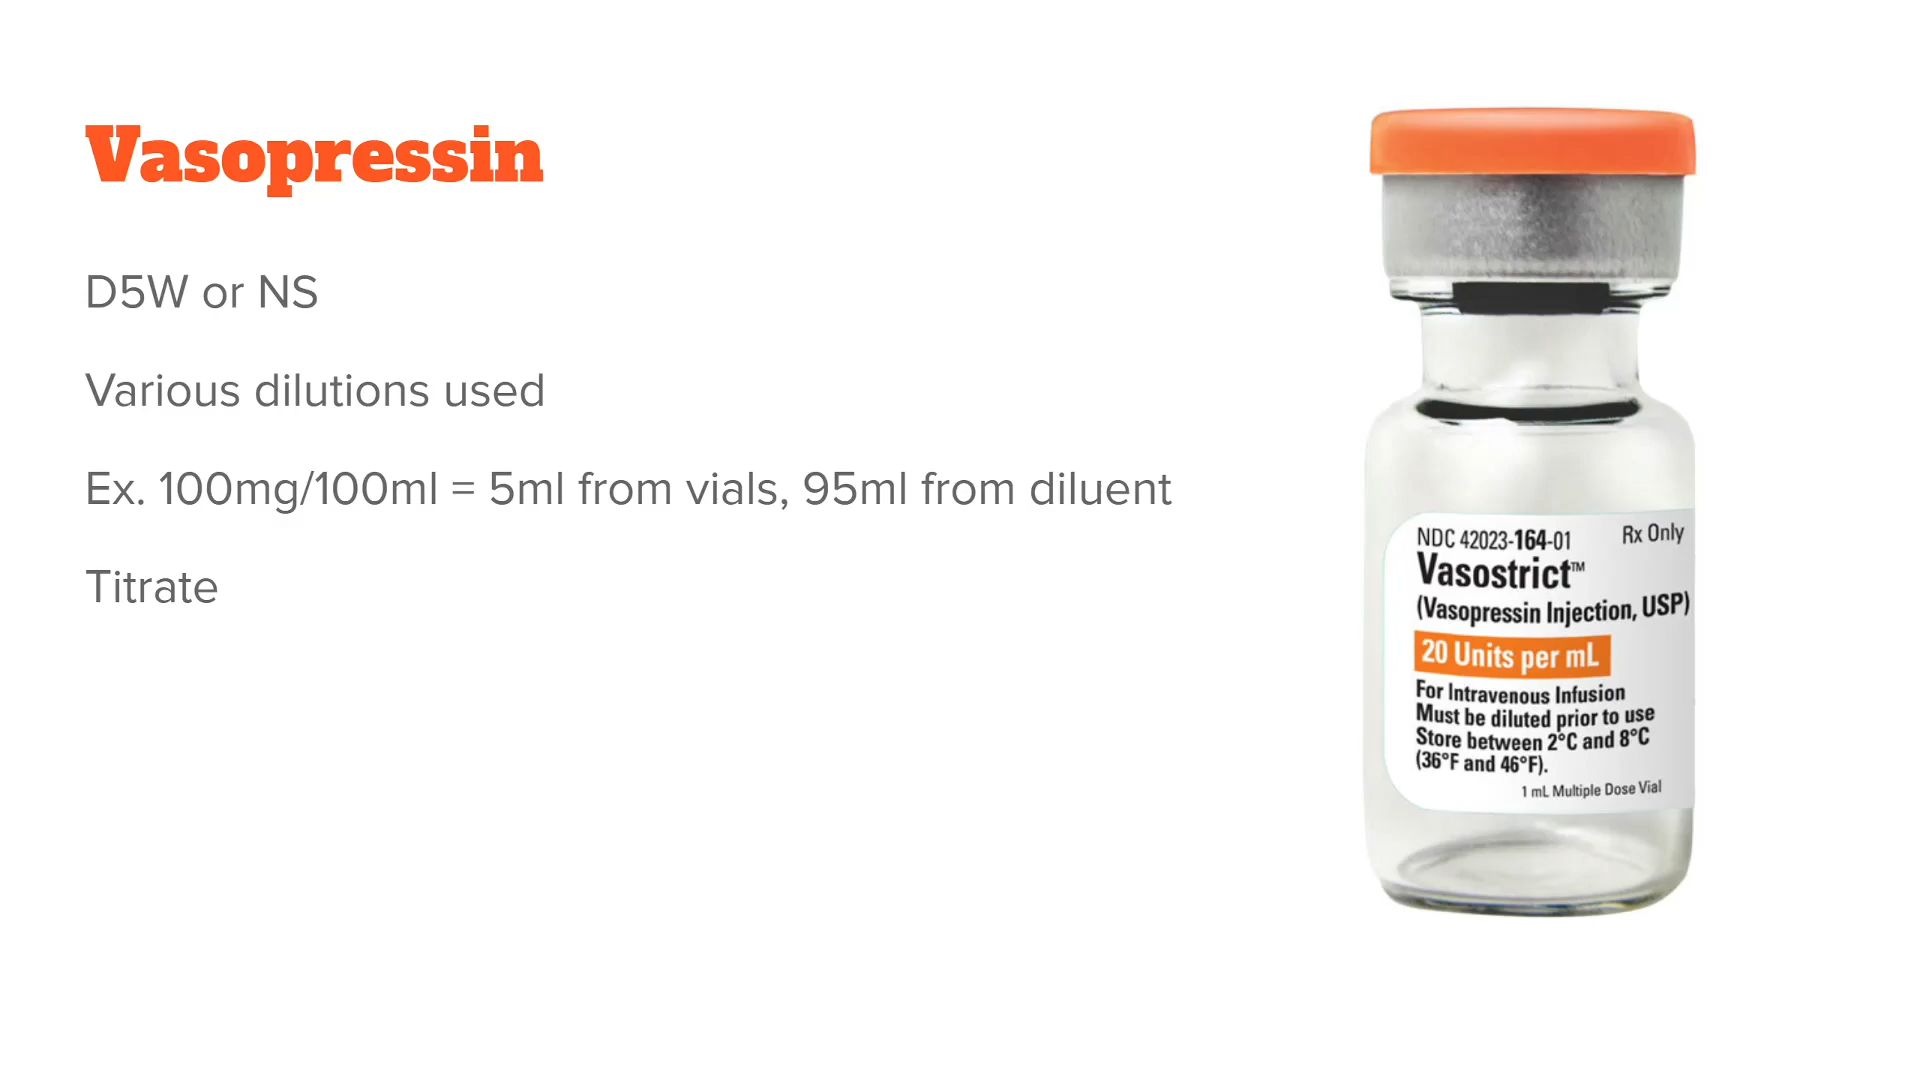 Vasopressin
D5W or NS
Various dilutions used
Ex. 100mg/100ml = 5ml from vials, 95ml from diluent
Titrate
NDC 42023-164-01 Rx Only
Vasostrict™
(Vasopressin Injection, USP)
20 Units per mL
For Intravenous Infusion
Must be diluted prior to use
Store between 2°C and 8°C
(36°F and 46°F).
1 mL Multiple Dose Vial